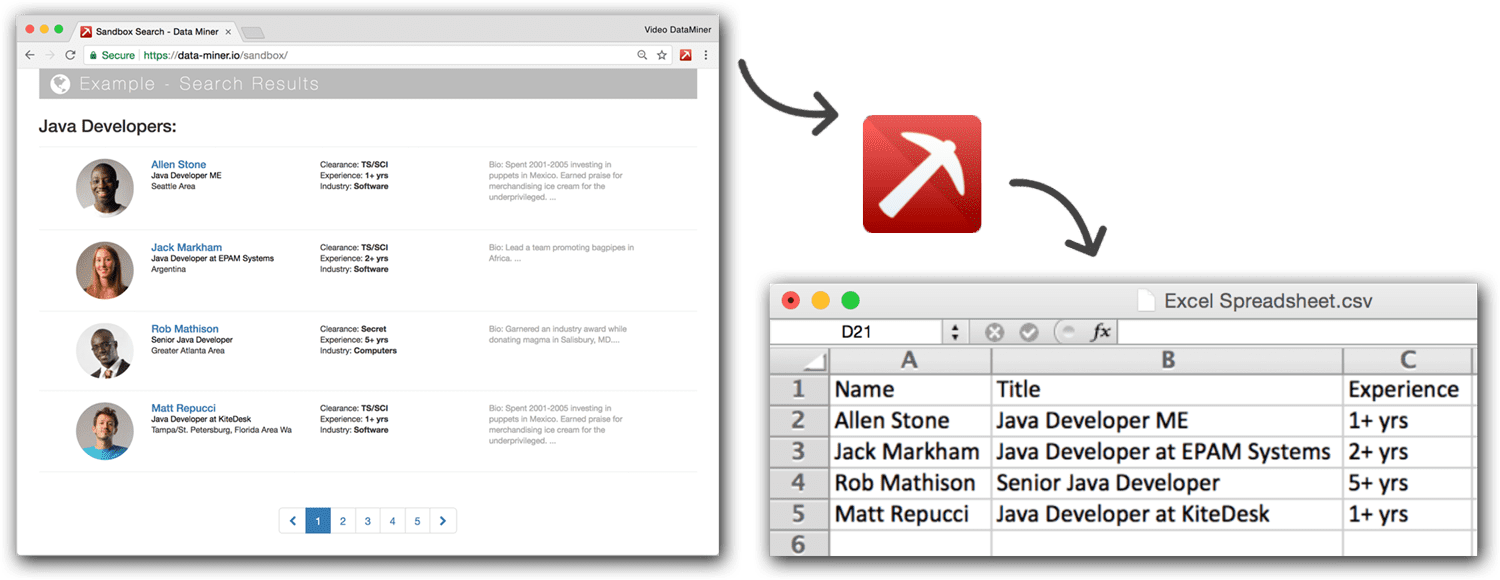 Sandbox Search - Data Miner
Video DataMiner
Secure https://data-miner.io/sandbox/
Example - Search Results
Java Developers:
Allen Stone
Java Developer ME
Seattle Area
Clearance: TS/SCI
Experience: 1+ yrs
Industry: Software
Bio: Spent 2001-2005 investing in
puppets in Mexico. Earned praise for
merchandising ice cream for the
underprivileged. ...
Jack Markham
Java Developer at EPAM Systems
Argentina
Clearance: TS/SCI
Experience: 2+ yrs
Industry: Software
Bio: Lead a team promoting bagpipes in
Africa. ...
Rob Mathison
Senior Java Developer
Greater Atlanta Area
Clearance: Secret
Experience: 5+ yrs
Industry: Computers
Bio: Garnered an industry award while
donating magma in Salisbury, MD....
Matt Repucci
Java Developer at KiteDesk
Tampa/St. Petersburg, Florida Area Wa
Clearance: TS/SCI
Experience: 1+ yrs
Industry: Software
Bio: Spent 2001-2005 investing in
puppets in Mexico. Earned praise for
merchandising ice cream for the
underprivileged. ...
1 2 3 4 5
Excel Spreadsheet.csv
D21 fx
A B C
1 Name Title Experience
2 Allen Stone Java Developer ME 1+ yrs
3 Jack Markham Java Developer at EPAM Systems 2+ yrs
4 Rob Mathison Senior Java Developer 5+ yrs
5 Matt Repucci Java Developer at KiteDesk 1+ yrs
6